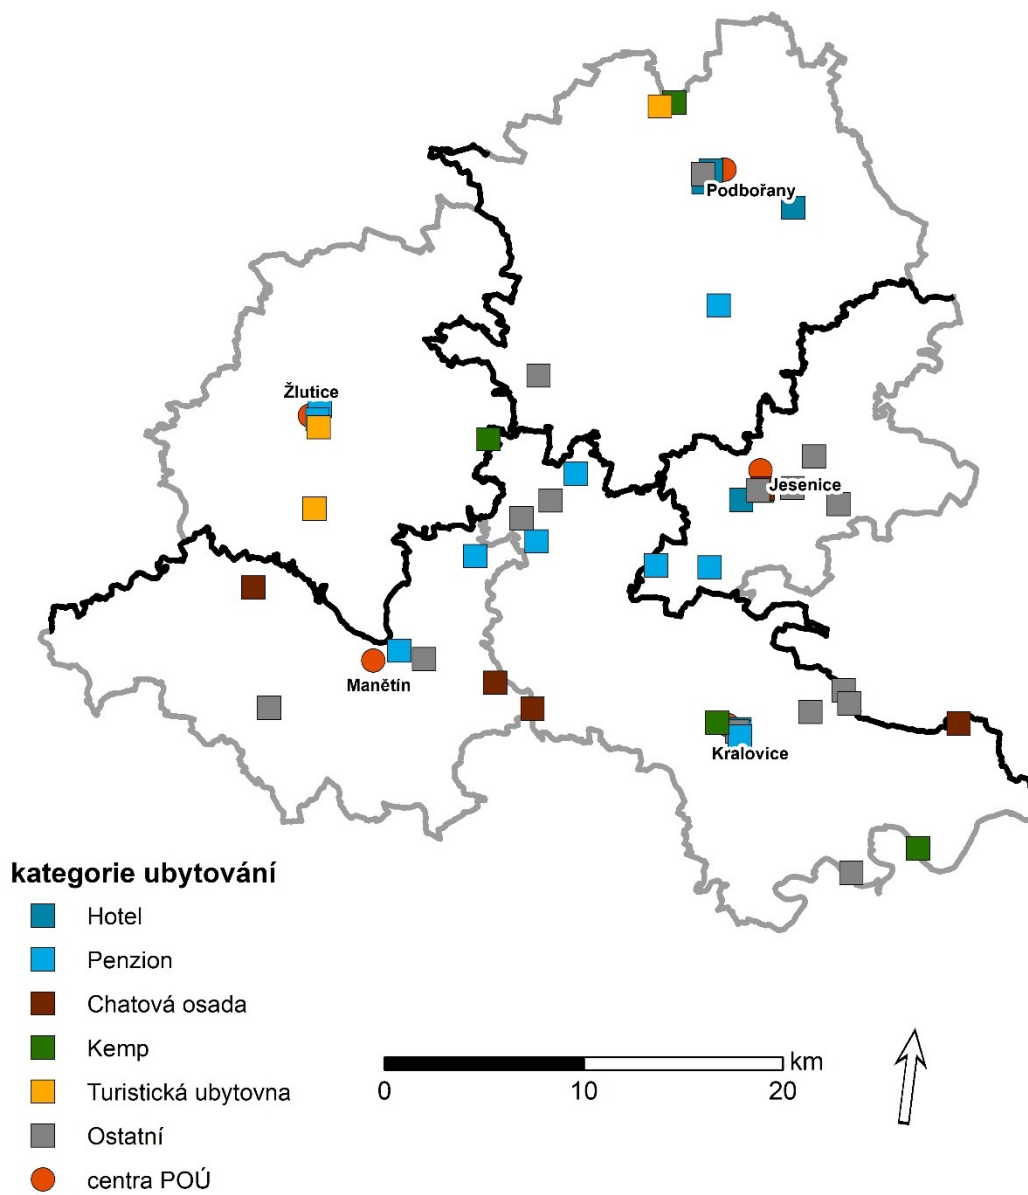 Podbořany
Žlutice
Jesenice
Manětín
Kralovice
kategorie ubytování
Hotel
Penzion
Chatová osada
Kemp
Turistická ubytovna
Ostatní
centra POÚ
km
0 10 20